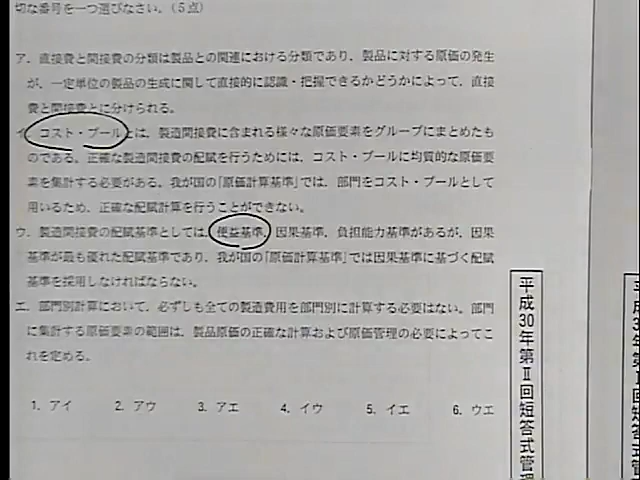 切な番号を一つ選びなさい。（5点）
ア．直接費と間接費の分類は製品との関連における分類であり，製品に対する原価の発生
が，一定単位の製品の生成に関して直接的に認識・把握できるかどうかによって，直接
費と間接費とに分けられる。
イ．コスト・プールとは，製造間接費に含まれる様々な原価要素をグループにまとめたも
のである。正確な製造間接費の配賦を行うためには，コスト・プールに均質的な原価要
素を集計する必要がある。我が国の「原価計算基準」では，部門をコスト・プールとして
用いるため，正確な配賦計算を行うことができない。
ウ．製造間接費の配賦基準としては，便益基準，因果基準，負担能力基準があるが，因果
基準が最も優れた配賦基準であり，我が国の「原価計算基準」では因果基準に基づく配賦
基準を採用しなければならない。
エ．部門別計算において，必ずしも全ての製造費用を部門別に計算する必要はない。部門
に集計する原価要素の範囲は，製品原価の正確な計算および原価管理の必要によってこ
れを定める。
1．アイ 2．アウ 3．アエ 4．イウ 5．イエ 6．ウエ
平成30年第Ⅱ回短答式管理